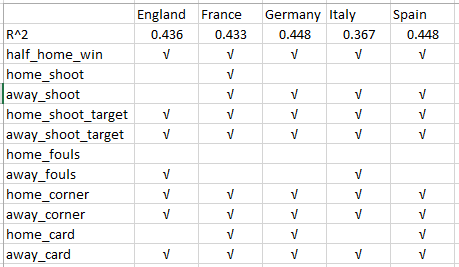 England France Germany Italy Spain
R^2 0.436 0.433 0.448 0.367 0.448
half_home_win √ √ √ √ √
home_shoot √
away_shoot √ √ √ √
home_shoot_target √ √ √ √ √
away_shoot_target √ √ √ √ √
home_fouls
away_fouls √ √
home_corner √ √ √ √ √
away_corner √ √ √ √ √
home_card √ √ √
away_card √ √ √ √ √